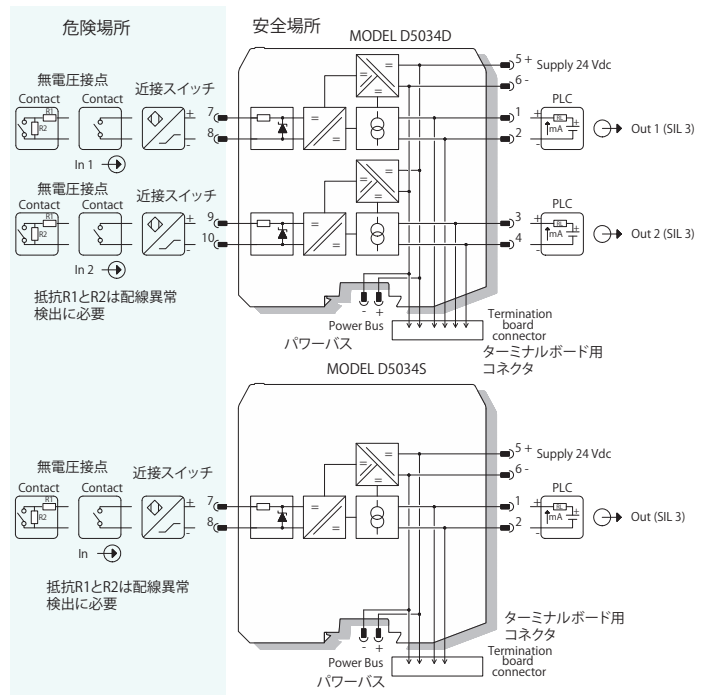 危険場所
安全場所
MODEL D5034D
5 + Supply 24 Vdc
6 -
無電圧接点
近接スイッチ
Contact
Contact
PLC
R1
R2
+
-
7
8
=
=
=
=
1
2
+
-
RL
mA
+
-
Out 1 (SIL 3)
In 1
無電圧接点
近接スイッチ
Contact
Contact
PLC
R1
R2
+
-
9
10
=
=
=
=
3
4
+
-
RL
mA
+
-
Out 2 (SIL 3)
In 2
抵抗R1とR2は配線異常
検出に必要
- +
Power Bus
パワーバス
Termination
board
connector
ターミナルボード用
コネクタ
MODEL D5034S
5 + Supply 24 Vdc
6 -
無電圧接点
近接スイッチ
Contact
Contact
PLC
R1
R2
+
-
7
8
=
=
=
=
1
2
+
-
RL
mA
+
-
Out (SIL 3)
In
抵抗R1とR2は配線異常
検出に必要
- +
Power Bus
パワーバス
ターミナルボード用
コネクタ
Termination
board
connector